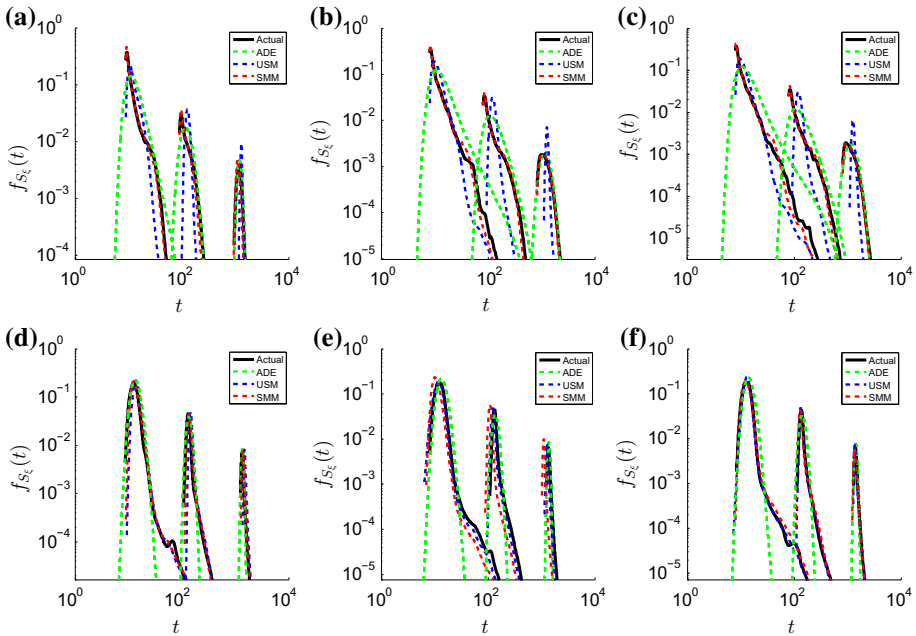 (a)
10^0
10^-1
10^-2
10^-3
10^-4
f_{S_ξ}(t)
Actual
ADE
USM
SMM
10^0
10^2
10^4
t
(b)
10^0
10^-1
10^-2
10^-3
10^-4
10^-5
f_{S_ξ}(t)
Actual
ADE
USM
SMM
10^0
10^2
10^4
t
(c)
10^0
10^-1
10^-2
10^-3
10^-4
10^-5
f_{S_ξ}(t)
Actual
ADE
USM
SMM
10^0
10^2
10^4
t
(d)
10^0
10^-1
10^-2
10^-3
10^-4
f_{S_ξ}(t)
Actual
ADE
USM
SMM
10^0
10^2
10^4
t
(e)
10^0
10^-1
10^-2
10^-3
10^-4
10^-5
f_{S_ξ}(t)
Actual
ADE
USM
SMM
10^0
10^2
10^4
t
(f)
10^0
10^-1
10^-2
10^-3
10^-4
10^-5
f_{S_ξ}(t)
Actual
ADE
USM
SMM
10^0
10^2
10^4
t